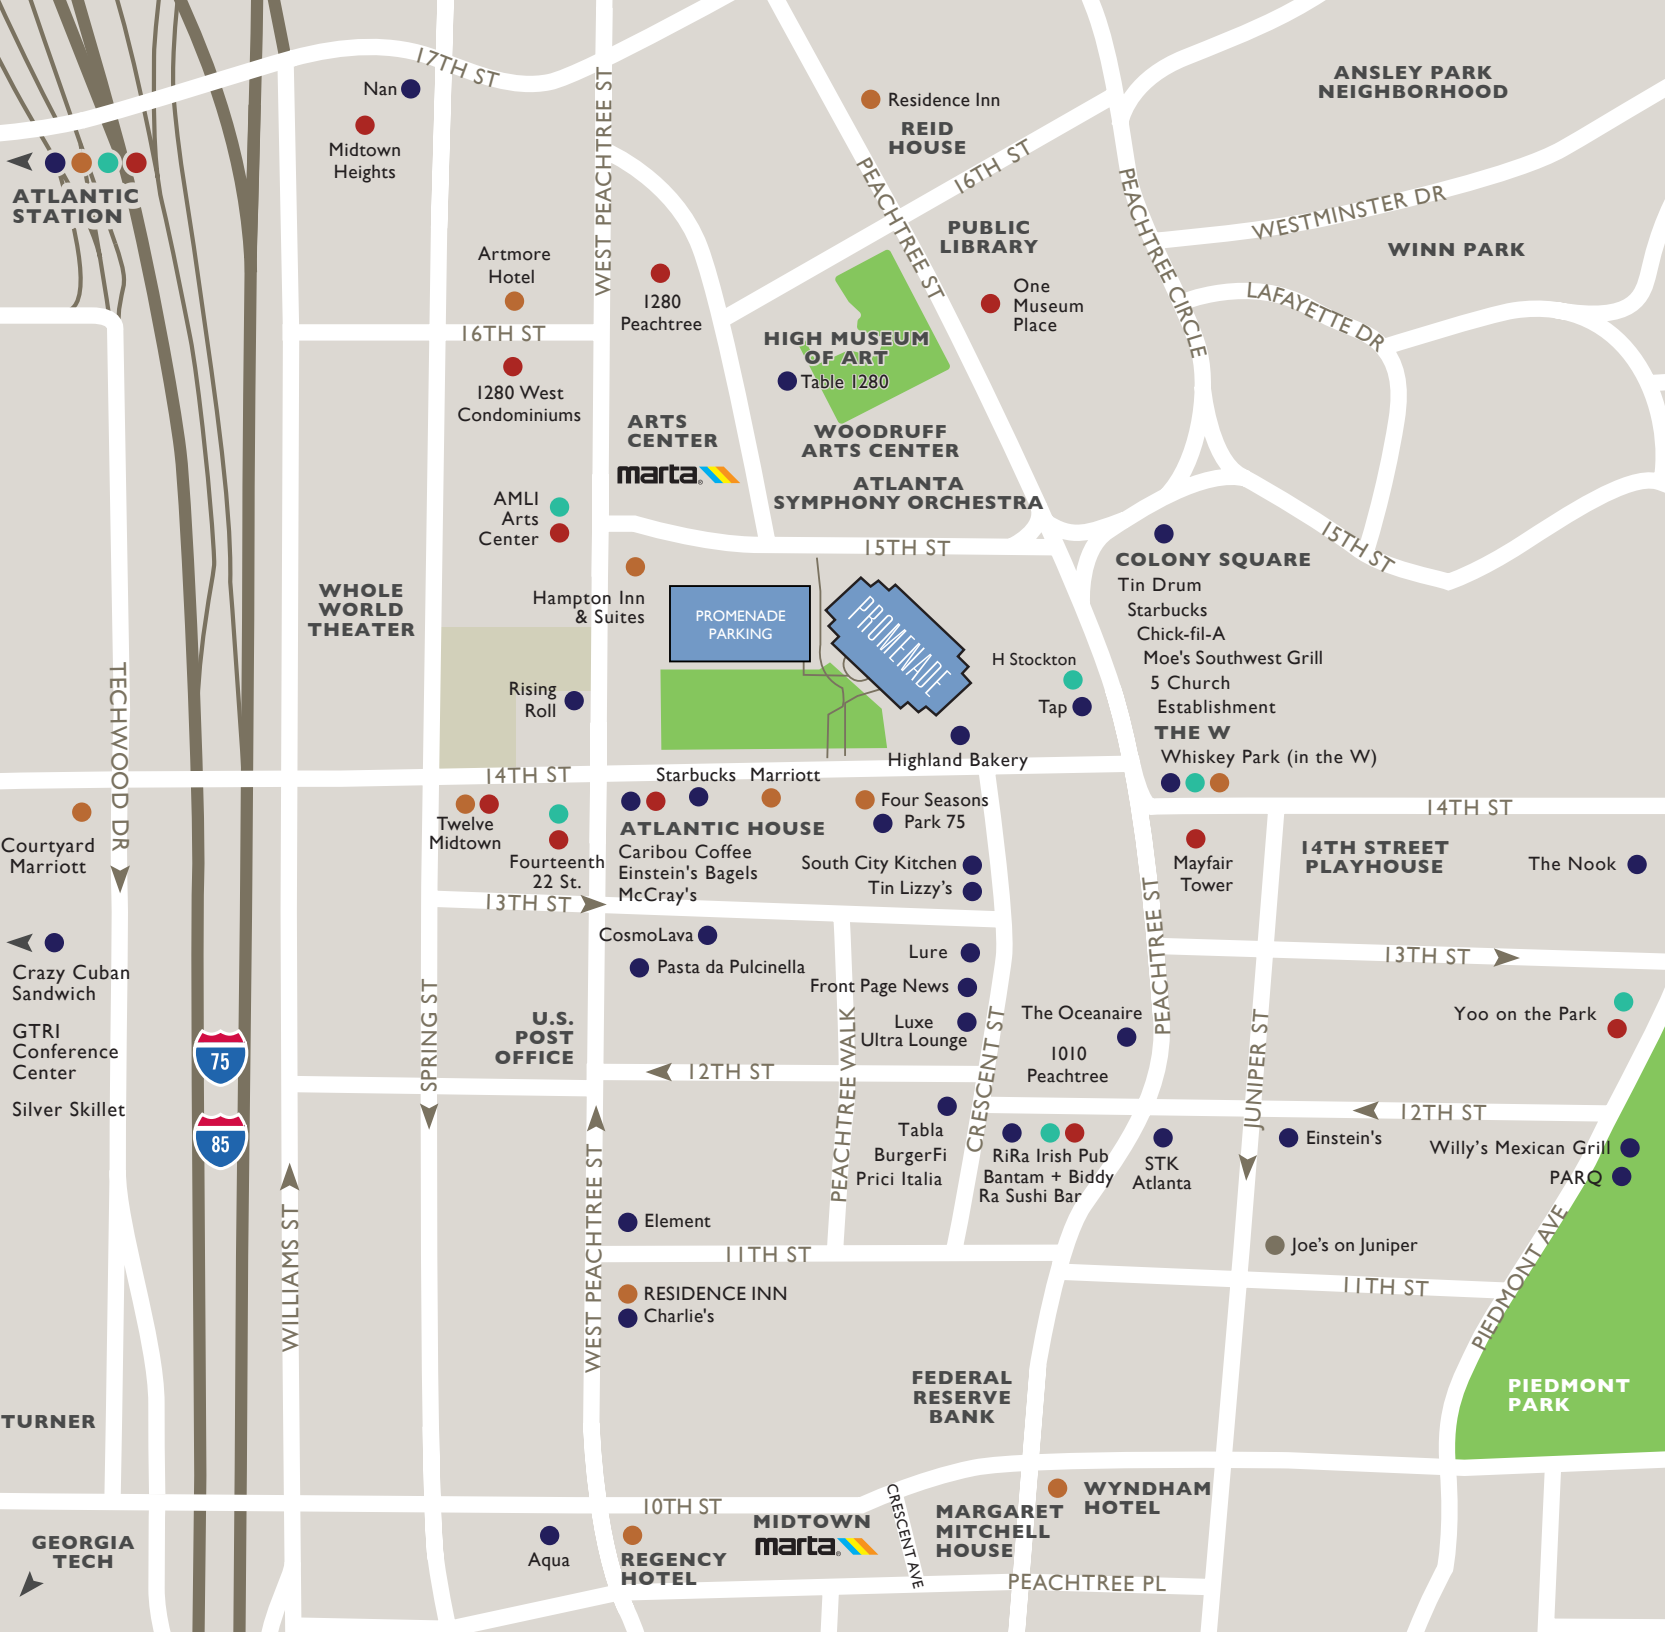 17TH ST
Nan
Midtown
Heights
ATLANTIC
STATION
WEST PEACHTREE ST
Residence Inn
REID
HOUSE
16TH ST
PEACHTREE ST
PEACHTREE CIRCLE
ANSLEY PARK
NEIGHBORHOOD
WESTMINSTER DR
WINN PARK
LAFAYETTE DR
PUBLIC
LIBRARY
One
Museum
Place
Artmore
Hotel
16TH ST
1280
Peachtree
1280 West
Condominiums
HIGH MUSEUM
OF ART
Table 1280
WOODRUFF
ARTS CENTER
ATLANTA
SYMPHONY ORCHESTRA
ARTS
CENTER
marta
AMLI
Arts
Center
15TH ST
15TH ST
Hampton Inn
& Suites
WHOLE
WORLD
THEATER
PROMENADE
PARKING
PROMENADE
COLONY SQUARE
Tin Drum
Starbucks
Chick-fil-A
Moe's Southwest Grill
5 Church
Establishment
THE W
Whiskey Park (in the W)
H Stockton
Tap
Rising
Roll
Highland Bakery
TECHWOOD DR
14TH ST
14TH ST
Courtyard
Marriott
Twelve
Midtown
Fourteenth
22 St.
Starbucks
Marriott
ATLANTIC HOUSE
Caribou Coffee
Einstein's Bagels
McCray's
Four Seasons
Park 75
South City Kitchen
Tin Lizzy's
Mayfair
Tower
14TH STREET
PLAYHOUSE
The Nook
13TH ST
13TH ST
PEACHTREE ST
CosmoLava
Pasta da Pulcinella
Lure
Front Page News
Luxe
Ultra Lounge
The Oceanaire
1010
Peachtree
Yoo on the Park
Crazy Cuban
Sandwich
GTRI
Conference
Center
Silver Skillet
75
85
SPRING ST
U.S.
POST
OFFICE
12TH ST
12TH ST
PEACHTREE WALK
CRESCENT ST
JUNIPER ST
Tabla
BurgerFi
Prici Italia
RiRa Irish Pub
Bantam + Biddy
Ra Sushi Bar
STK
Atlanta
Einstein's
Willy's Mexican Grill
PARQ
WILLIAMS ST
WEST PEACHTREE ST
Element
11TH ST
11TH ST
Joe's on Juniper
PIEDMONT AVE
RESIDENCE INN
Charlie's
PIEDMONT
PARK
FEDERAL
RESERVE
BANK
TURNER
10TH ST
GEORGIA
TECH
Aqua
REGENCY
HOTEL
MIDTOWN
marta
CRESCENT AVE
MARGARET
MITCHELL
HOUSE
WYNDHAM
HOTEL
PEACHTREE PL